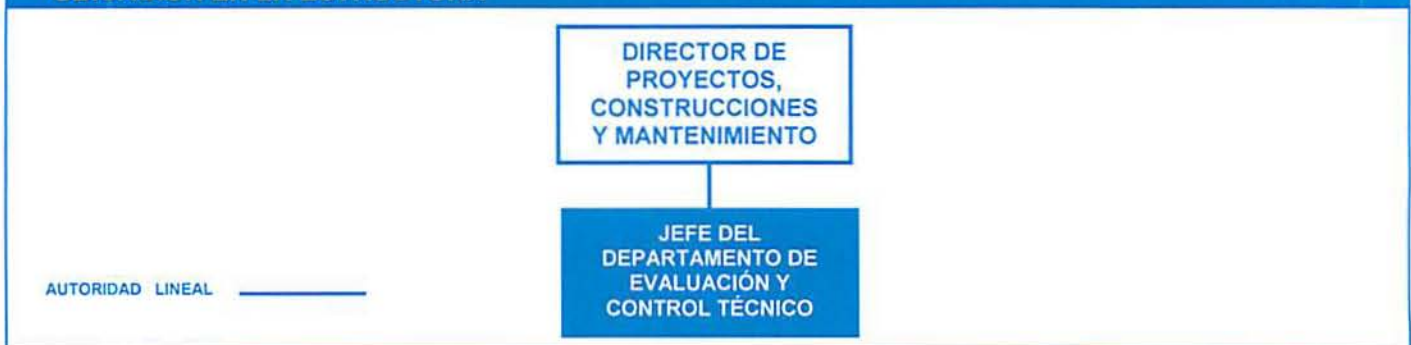 DIRECTOR DE
PROYECTOS,
CONSTRUCCIONES
Y MANTENIMIENTO
JEFE DEL
DEPARTAMENTO DE
EVALUACIÓN Y
CONTROL TÉCNICO
AUTORIDAD LINEAL